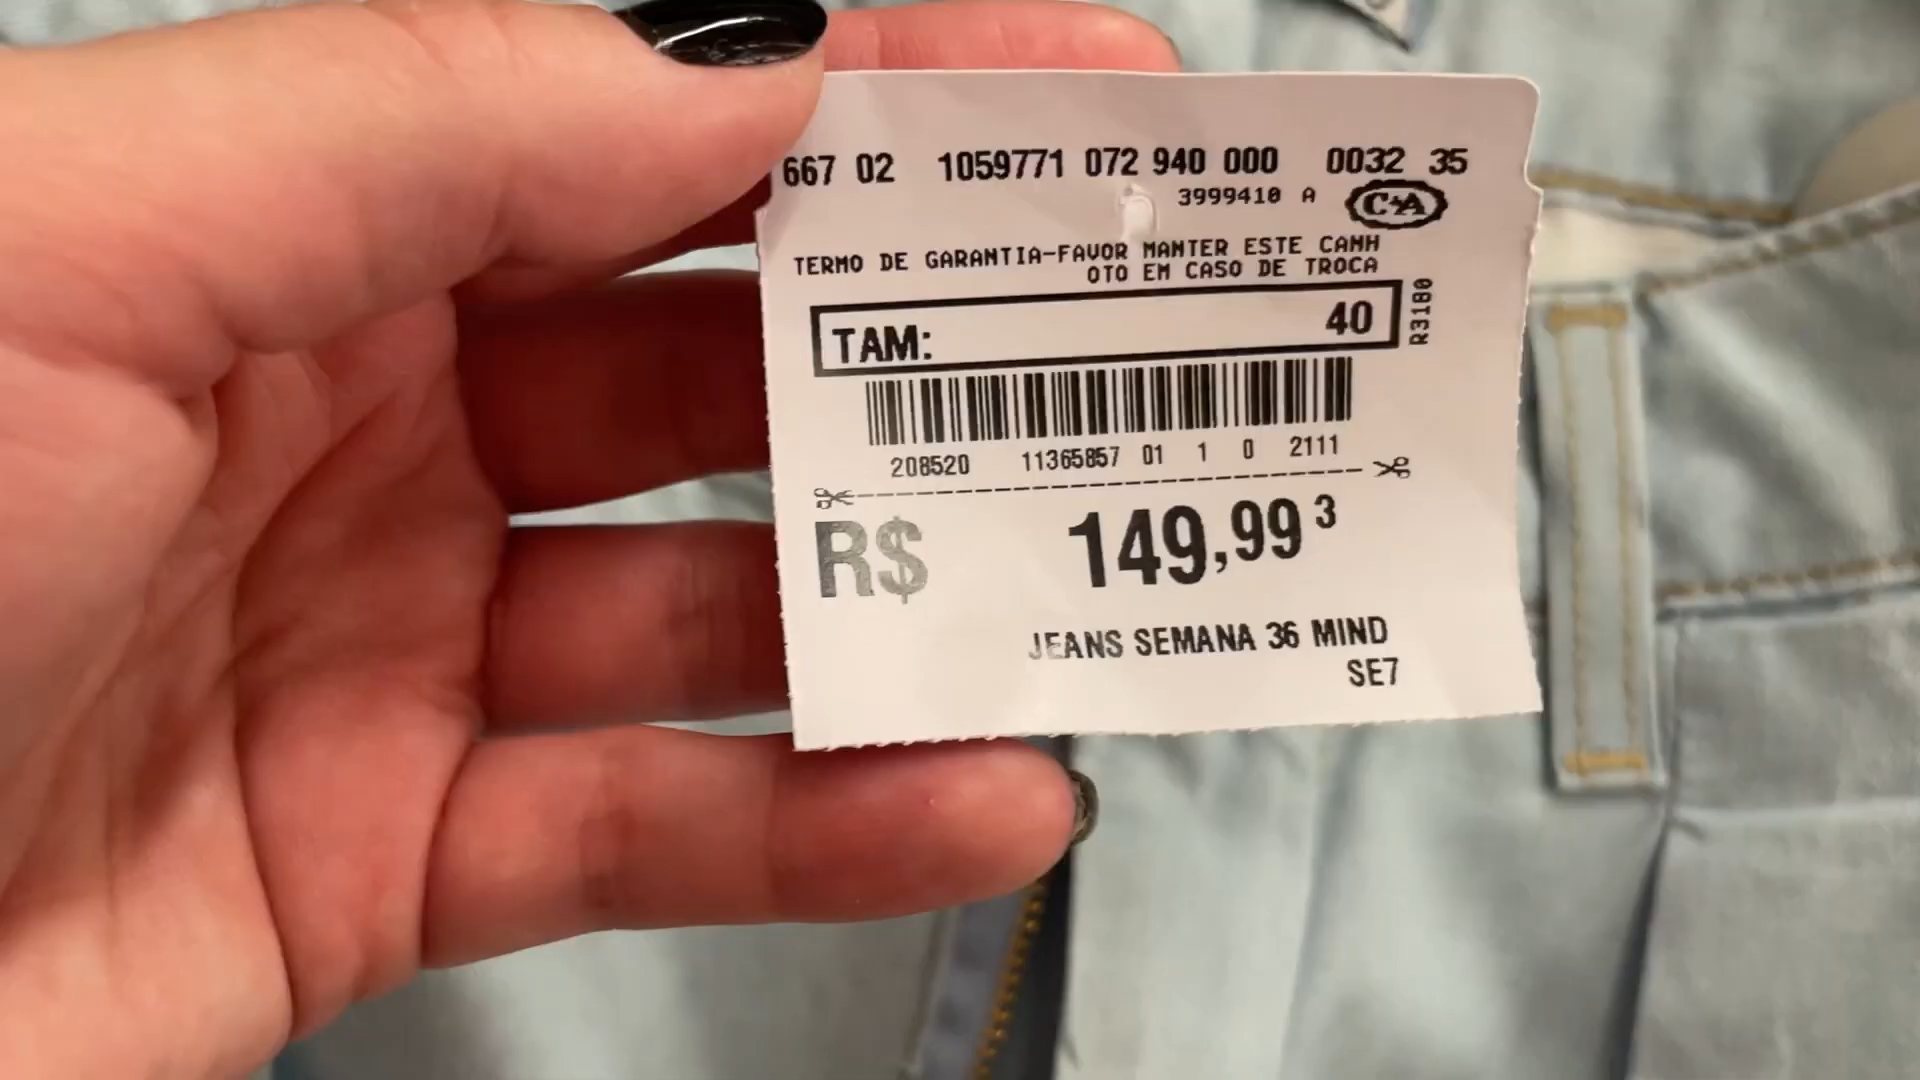 667 02 1059771 072 940 000 0032 35
3999410 A C&A
TERMO DE GARANTIA-FAVOR MANTER ESTE CANH
OTO EM CASO DE TROCA
TAM: 40
R3180
208520 11365857 01 1 0 2111
R$ 149,99 3
JEANS SEMANA 36 MIND
SE7